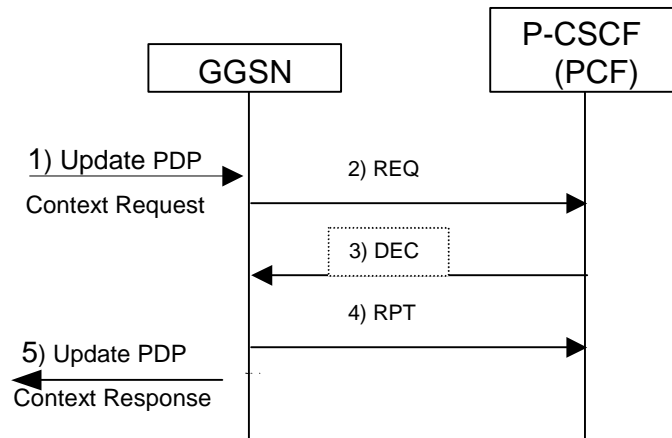 GGSN
P-CSCF
(PCF)
1) Update PDP
Context Request
2) REQ
3) DEC
4) RPT
5) Update PDP
Context Response